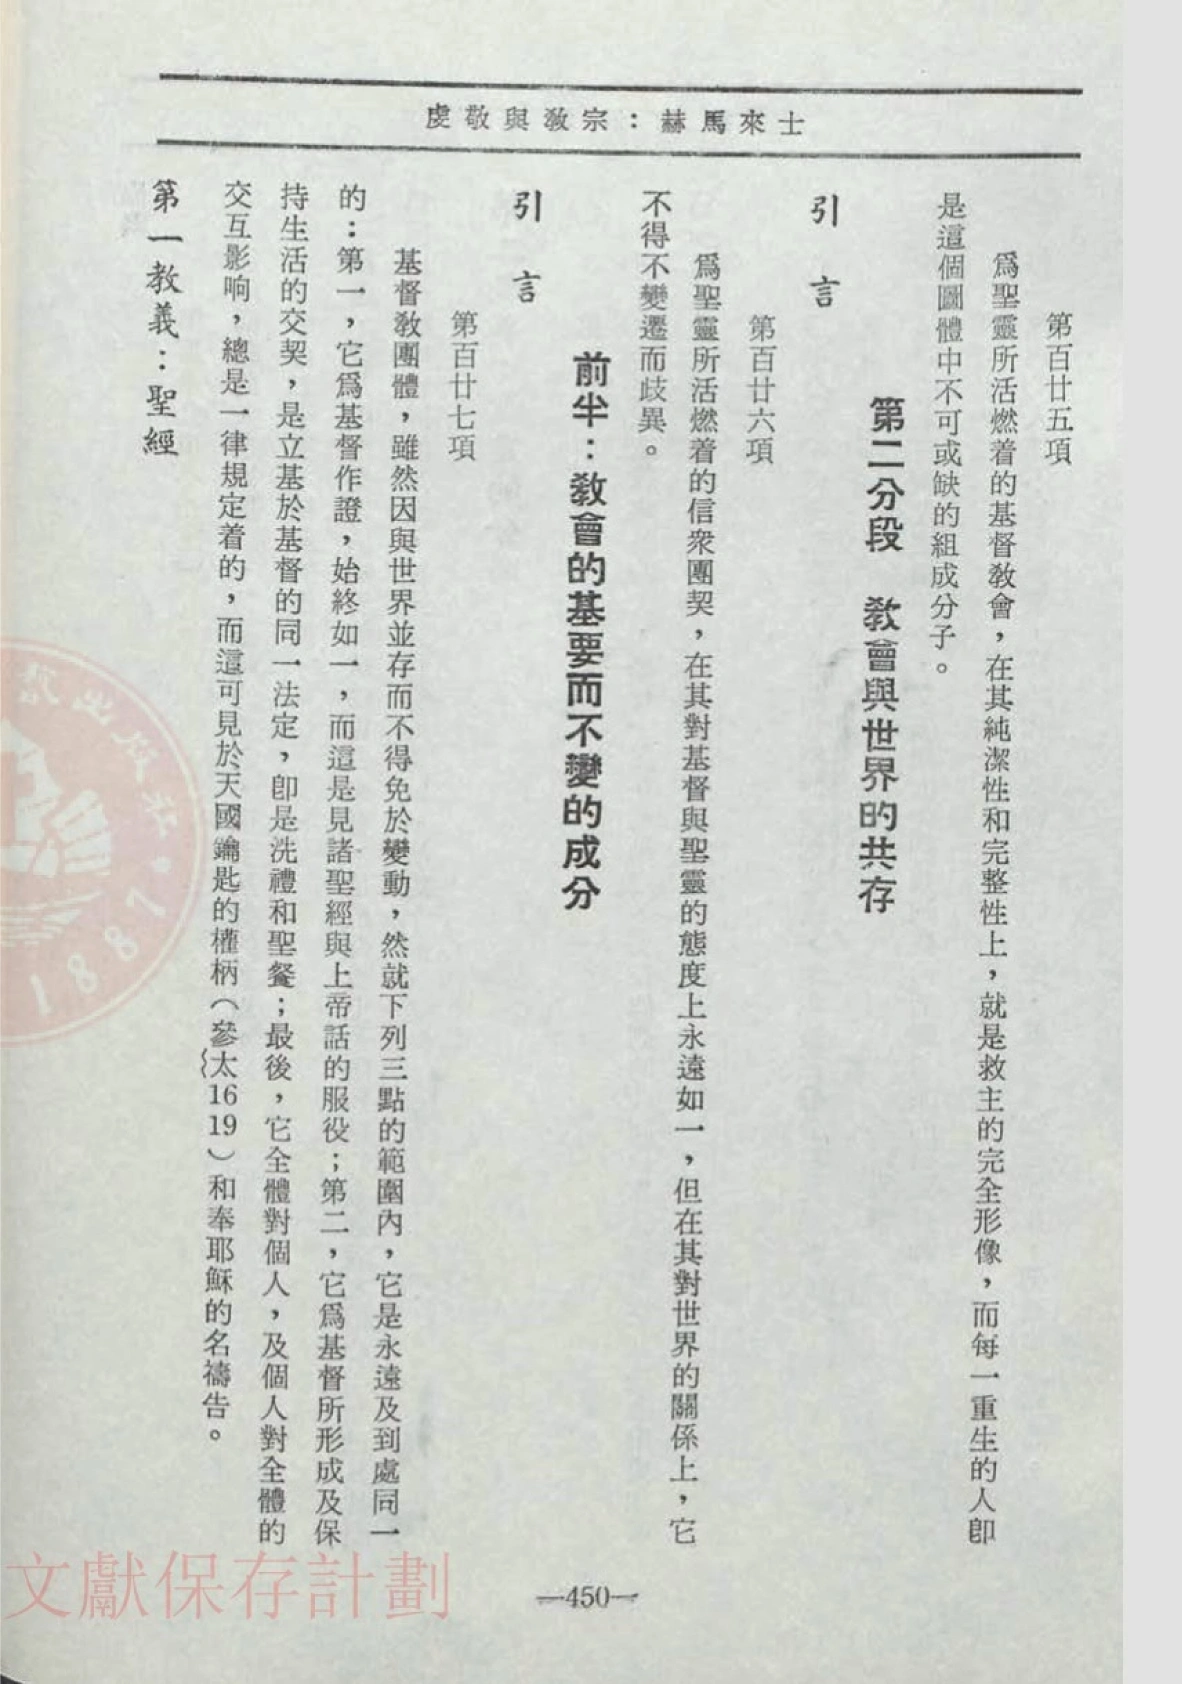 虔敬與敎宗：赫馬來士
第百廿五項
爲聖靈所活燃着的基督敎會，在其純潔性和完整性上，就是救主的完全形像，而每一重生的人卽
是這個團體中不可或缺的組成分子。
第二分段　敎會與世界的共存
引言
第百廿六項
爲聖靈所活燃着的信衆團契，在其對基督與聖靈的態度上永遠如一，但在其對世界的關係上，它
不得不變遷而歧異。
前半：敎會的基要而不變的成分
引言
第百廿七項
基督敎團體，雖然因與世界並存而不得免於變動，然就下列三點的範圍內，它是永遠及到處同一
的：第一，它爲基督作證，始終如一，而這是見諸聖經與上帝話的服役；第二，它爲基督所形成及保
持生活的交契，是立基於基督的同一法定，卽是洗禮和聖餐；最後，它全體對個人，及個人對全體的
交互影响，總是一律規定着的，而這可見於天國鑰匙的權柄（參太16 19）和奉耶穌的名禱告。
第一教義：聖經
—450—
出版社·1887·
文獻保存計劃